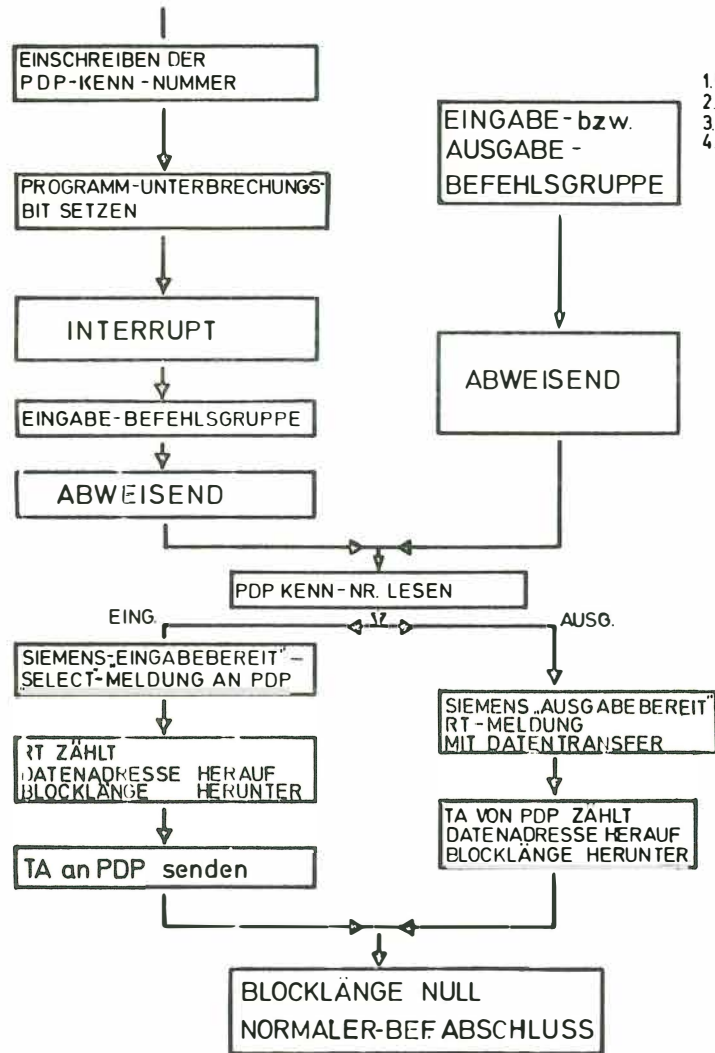 EINSCHREIBEN DER
PDP-KENN-NUMMER
PROGRAMM-UNTERBRECHUNGS-
BIT SETZEN
INTERRUPT
EINGABE-BEFEHLSGRUPPE
ABWEISEND
EINGABE- bzw.
AUSGABE-
BEFEHLSGRUPPE
ABWEISEND
1.
2.
3.
4
PDP KENN-NR. LESEN
EING.
AUSG.
SIEMENS-„EINGABEBEREIT"-
SELECT-MELDUNG AN PDP
RT ZÄHLT
DATENADRESSE HERAUF
BLOCKLÄNGE HERUNTER
TA an PDP senden
SIEMENS „AUSGABEBEREIT"
RT-MELDUNG
MIT DATENTRANSFER
TA VON PDP ZÄHLT
DATENADRESSE HERAUF
BLOCKLÄNGE HERUNTER
BLOCKLÄNGE NULL
NORMALER-BEF. ABSCHLUSS